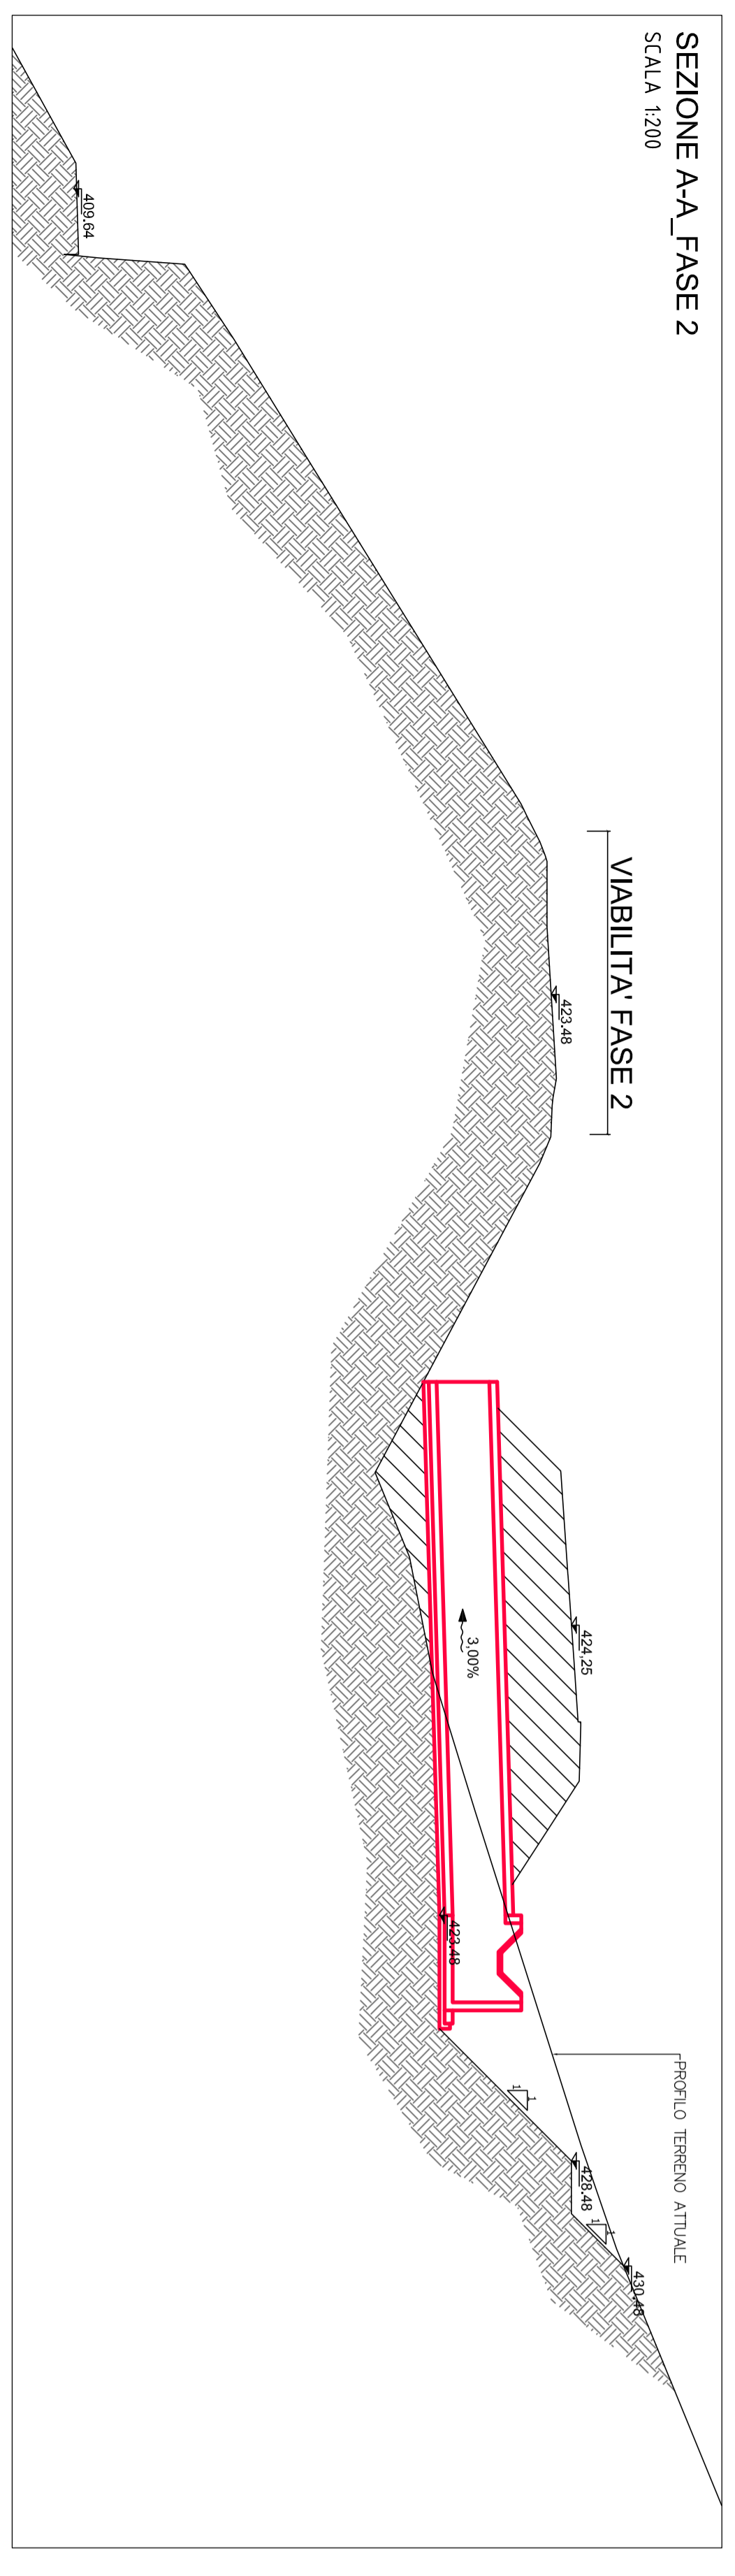 SEZIONE A-A_FASE 2
SCALA 1:200
409.64
VIABILITA' FASE 2
423.48
424,25
3,00%
423.48
PROFILO TERRENO ATTUALE
1
1
428.48
1
1
430.48